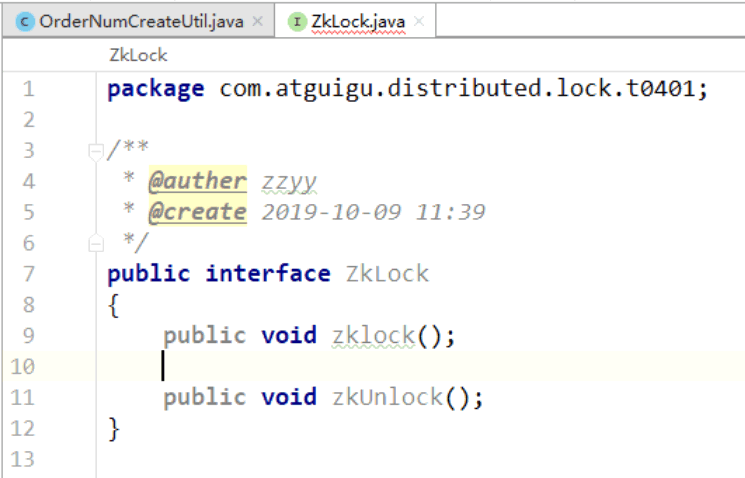 C OrderNumCreateUtil.java × I ZkLock.java ×
ZkLock
1 package com.atguigu.distributed.lock.t0401;
2
3 /**
4 * @auther zzyy
5 * @create 2019-10-09 11:39
6 */
7 public interface ZkLock
8 {
9 public void zklock();
10
11 public void zkUnlock();
12 }
13